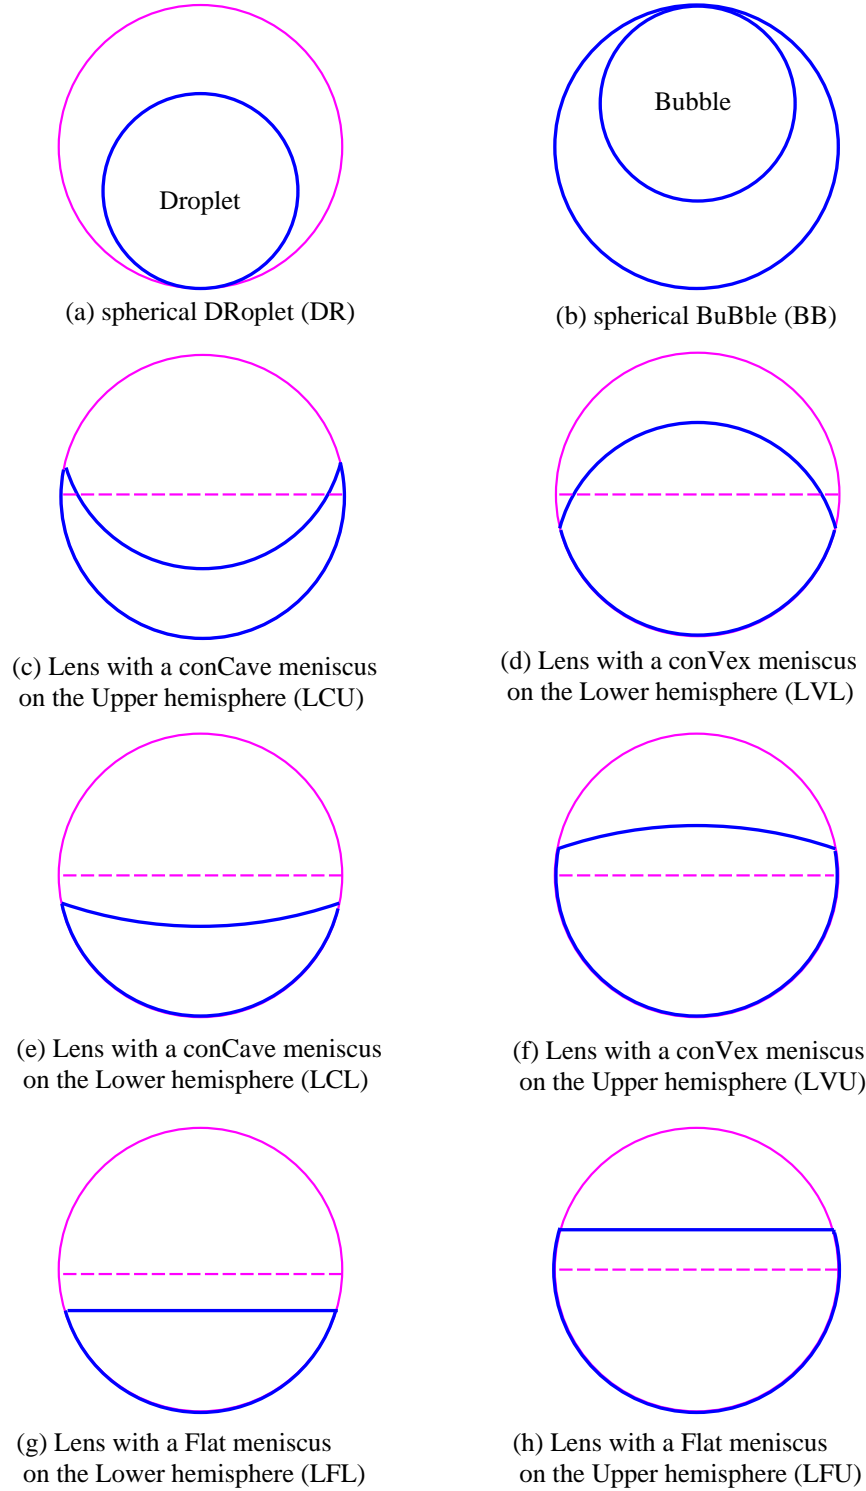 Droplet
Bubble
(a) spherical DRoplet (DR)
(b) spherical BuBble (BB)
(c) Lens with a conCave meniscus
on the Upper hemisphere (LCU)
(d) Lens with a conVex meniscus
on the Lower hemisphere (LVL)
(e) Lens with a conCave meniscus
on the Lower hemisphere (LCL)
(f) Lens with a conVex meniscus
on the Upper hemisphere (LVU)
(g) Lens with a Flat meniscus
on the Lower hemisphere (LFL)
(h) Lens with a Flat meniscus
on the Upper hemisphere (LFU)